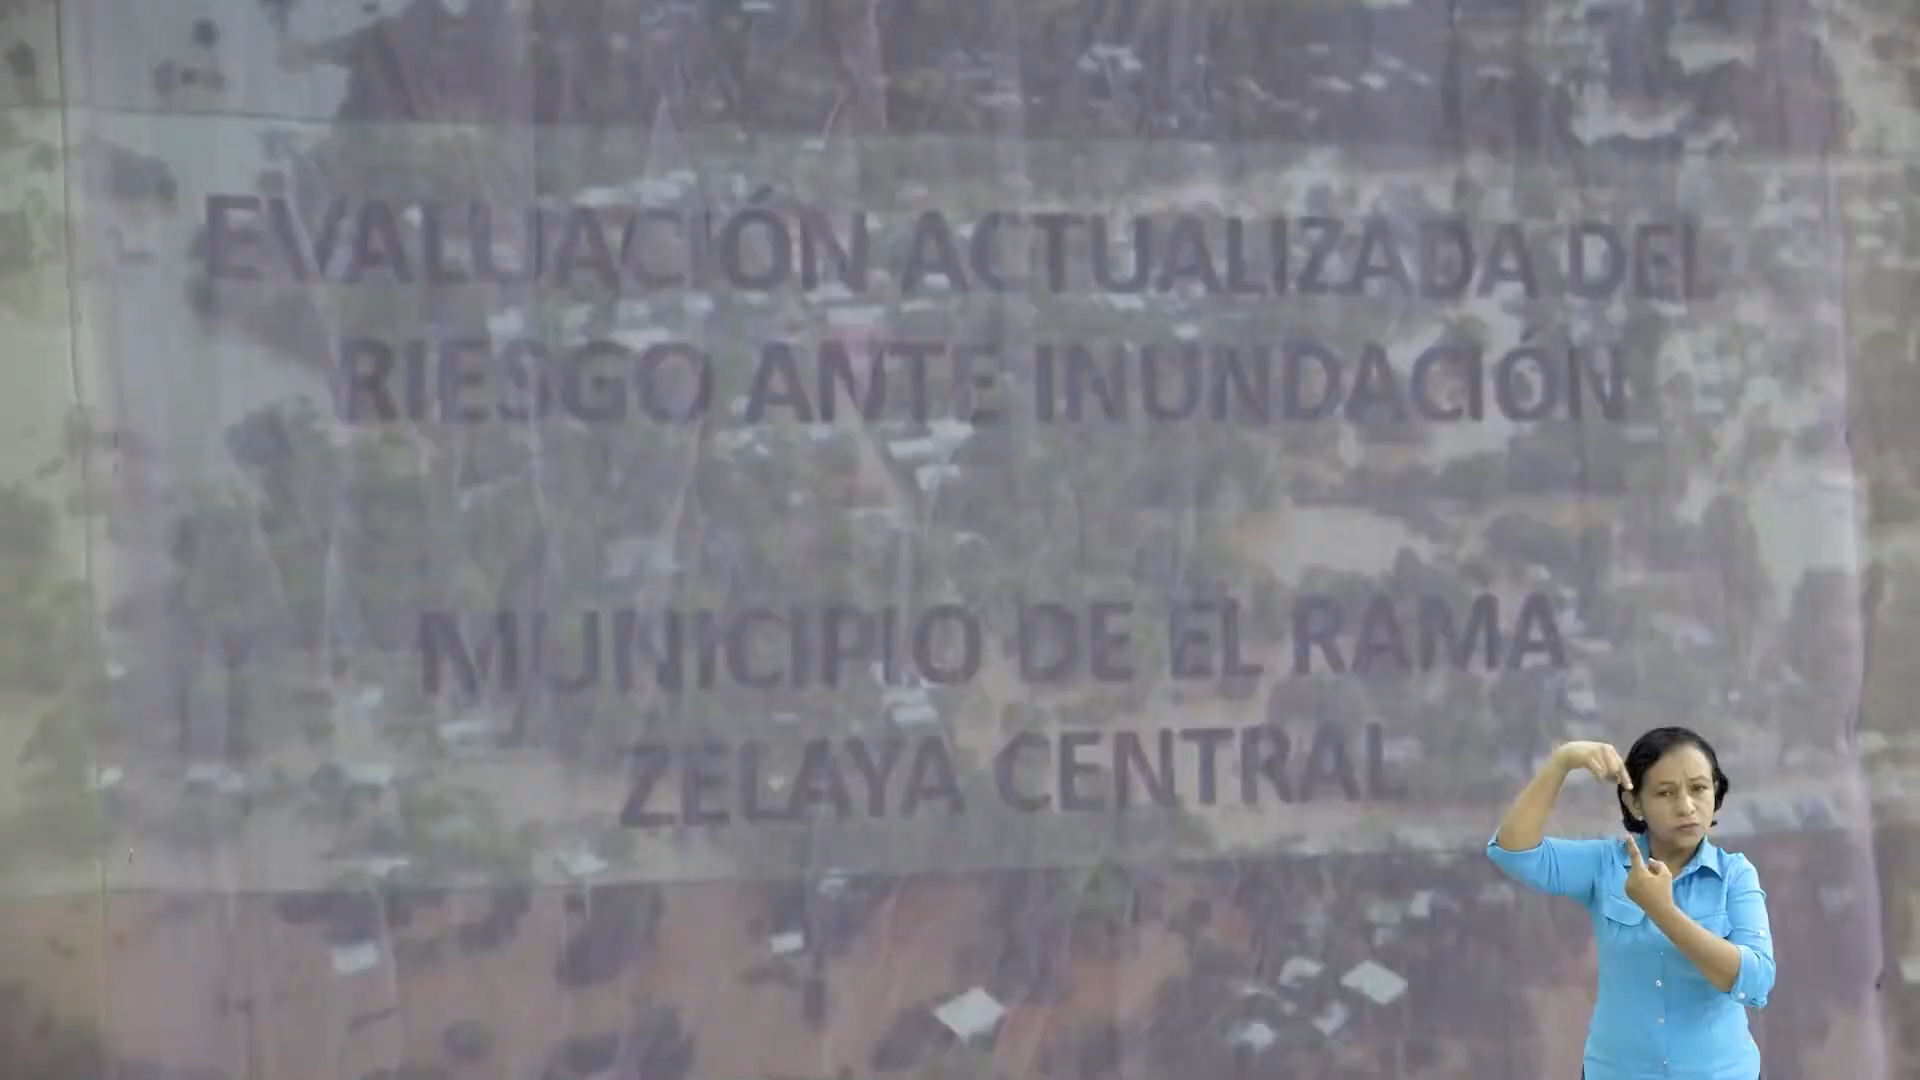 EVALUACIÓN ACTUALIZADA DEL
RIESGO ANTE INUNDACIÓN
MUNICIPIO DE EL RAMA
ZELAYA CENTRAL